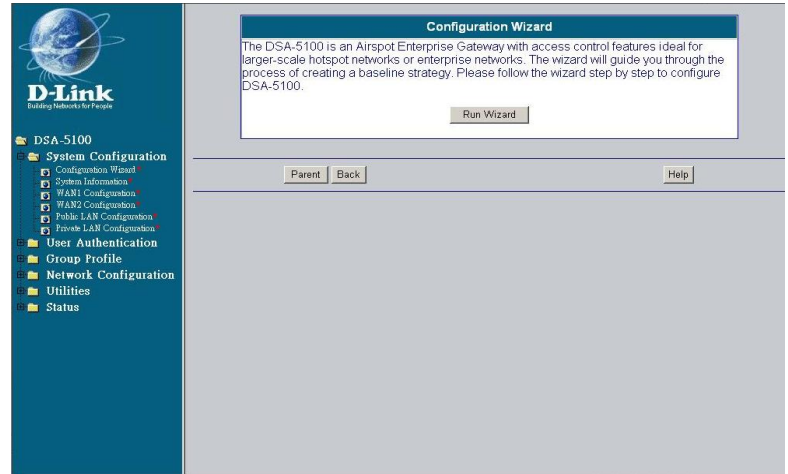 D-Link
Building Networks for People
DSA-5100
System Configuration
Configuration Wizard*
System Information*
WAN1 Configuration*
WAN2 Configuration*
Public LAN Configuration*
Private LAN Configuration*
User Authentication
Group Profile
Network Configuration
Utilities
Status
Configuration Wizard
The DSA-5100 is an Airspot Enterprise Gateway with access control features ideal for
larger-scale hotspot networks or enterprise networks. The wizard will guide you through the
process of creating a baseline strategy. Please follow the wizard step by step to configure
DSA-5100.
Run Wizard
Parent Back Help